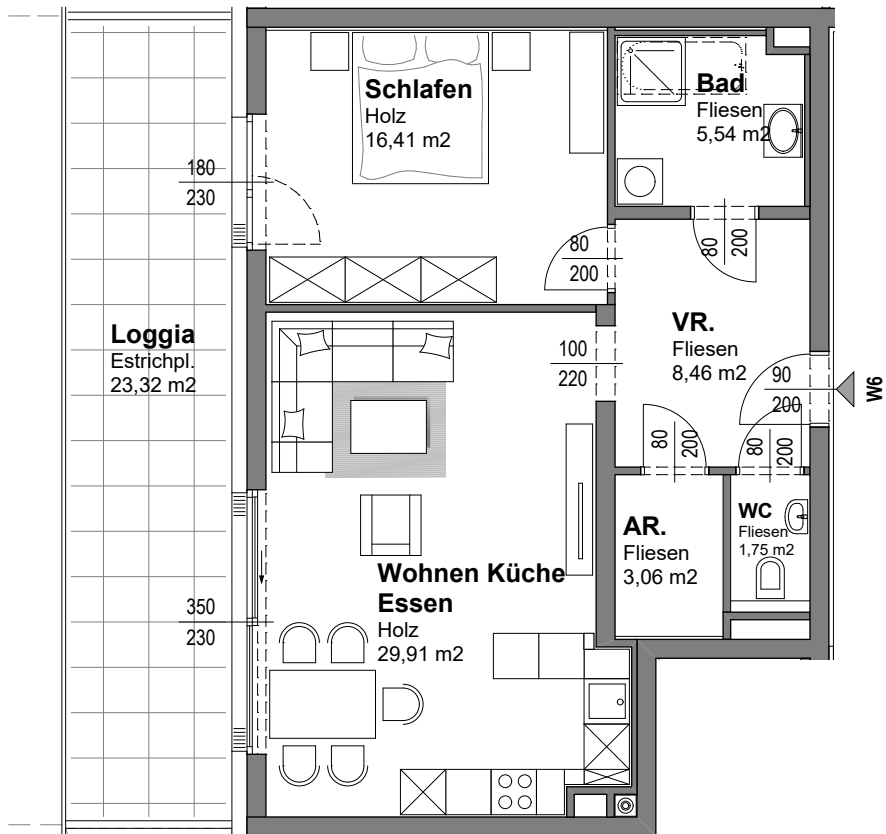 Schlafen
Holz
16,41 m2
Bad
Fliesen
5,54 m2
180
230
80
200
80
200
Loggia
Estrichpl.
23,32 m2
VR.
Fliesen
8,46 m2
100
220
90
200
W6
80
200
80
200
AR.
Fliesen
3,06 m2
WC
Fliesen
1,75 m2
Wohnen Küche
Essen
Holz
29,91 m2
350
230